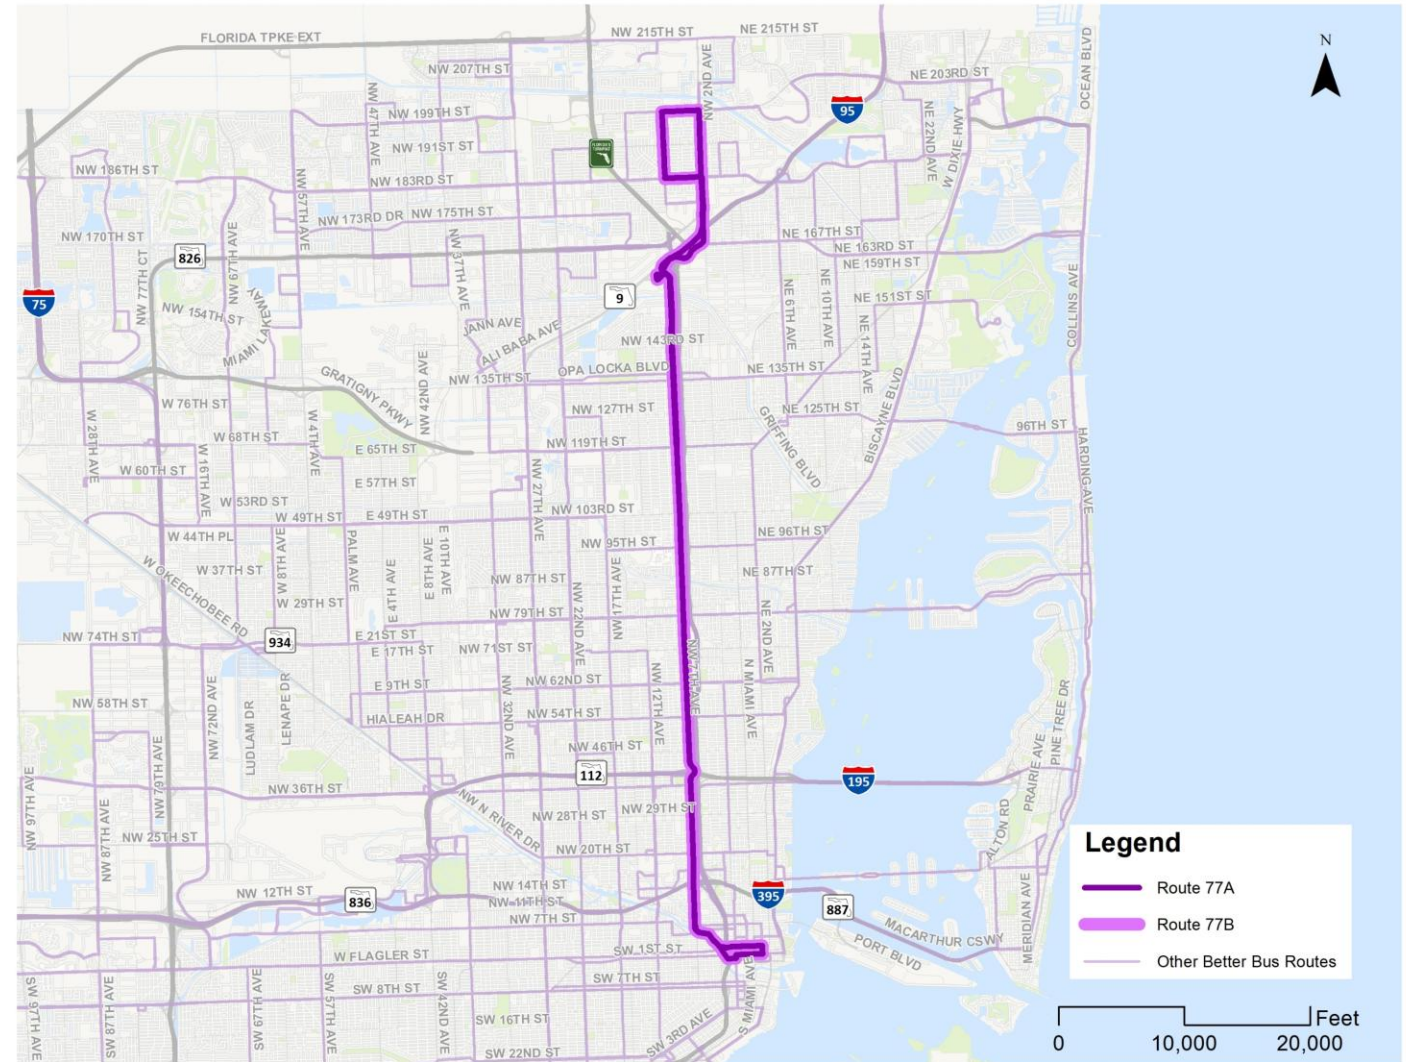 FLORIDA TPKE EXT
NW 215TH ST
NE 215TH ST
OCEAN BLVD
N
NW 207TH ST
NW 2ND AVE
NE 203RD ST
NW 47TH AVE
NW 199TH ST
95
NE 22ND AVE
W DIXIE HWY
NW 191ST ST
NW 186TH ST
NW 183RD ST
NW 57TH AVE
NW 173RD DR
NW 175TH ST
NW 170TH ST
NW 67TH AVE
NW 37TH AVE
NE 167TH ST
NE 163RD ST
NE 159TH ST
826
NW 77TH CT
75
9
NE 151ST ST
NE 6TH AVE
NE 10TH AVE
NE 14TH AVE
COLLINS AVE
NW 154TH ST
MIAMI LAKEWAY
JANN AVE
ALI BABA AVE
NW 143RD ST
GRATIGNY PKWY
NW 42ND AVE
NW 135TH ST
OPA LOCKA BLVD
NE 135TH ST
W 76TH ST
NW 127TH ST
NE 125TH ST
GRIFFING BLVD
BISCAYNE BLVD
96TH ST
HARDING AVE
W 28TH AVE
W 68TH ST
W 4TH AVE
E 65TH ST
NW 119TH ST
W 60TH ST
W 16TH AVE
E 57TH ST
NW 27TH AVE
W 53RD ST
W 49TH ST
E 49TH ST
NW 103RD ST
W 44TH PL
W 8TH AVE
PALM AVE
E 10TH AVE
NW 95TH ST
NE 96TH ST
W OKEECHOBEE RD
W 37TH ST
E 4TH AVE
E 8TH AVE
NW 87TH ST
NW 22ND AVE
NW 17TH AVE
NE 87TH ST
W 29TH ST
NW 79TH ST
NE 2ND AVE
NW 74TH ST
934
E 21ST ST
E 17TH ST
NW 71ST ST
NW 7TH AVE
NW 72ND AVE
LUDLAM DR
LENAPE DR
E 9TH ST
NW 62ND ST
NW 12TH AVE
N MIAMI AVE
PINE TREE DR
NW 58TH ST
HIALEAH DR
NW 32ND AVE
NW 54TH ST
PRAIRIE AVE
NW 79TH AVE
NW 46TH ST
NW 97TH AVE
NW 87TH AVE
NW 36TH ST
112
195
NW N RIVER DR
NW 28TH ST
NW 29TH ST
ALTON RD
NW 25TH ST
NW 20TH ST
NW 12TH ST
836
NW 14TH ST
NW 11TH ST
NW 7TH ST
395
887
MACARTHUR CSWY
PORT BLVD
MERIDIAN AVE
W FLAGLER ST
SW 1ST ST
SW 97TH AVE
SW 87TH AVE
SW 67TH AVE
SW 57TH AVE
SW 8TH ST
SW 42ND AVE
SW 7TH ST
S MIAMI AVE
SW 16TH ST
SW 3RD AVE
SW 22ND ST
Legend
Route 77A
Route 77B
Other Better Bus Routes
Feet
0 10,000 20,000